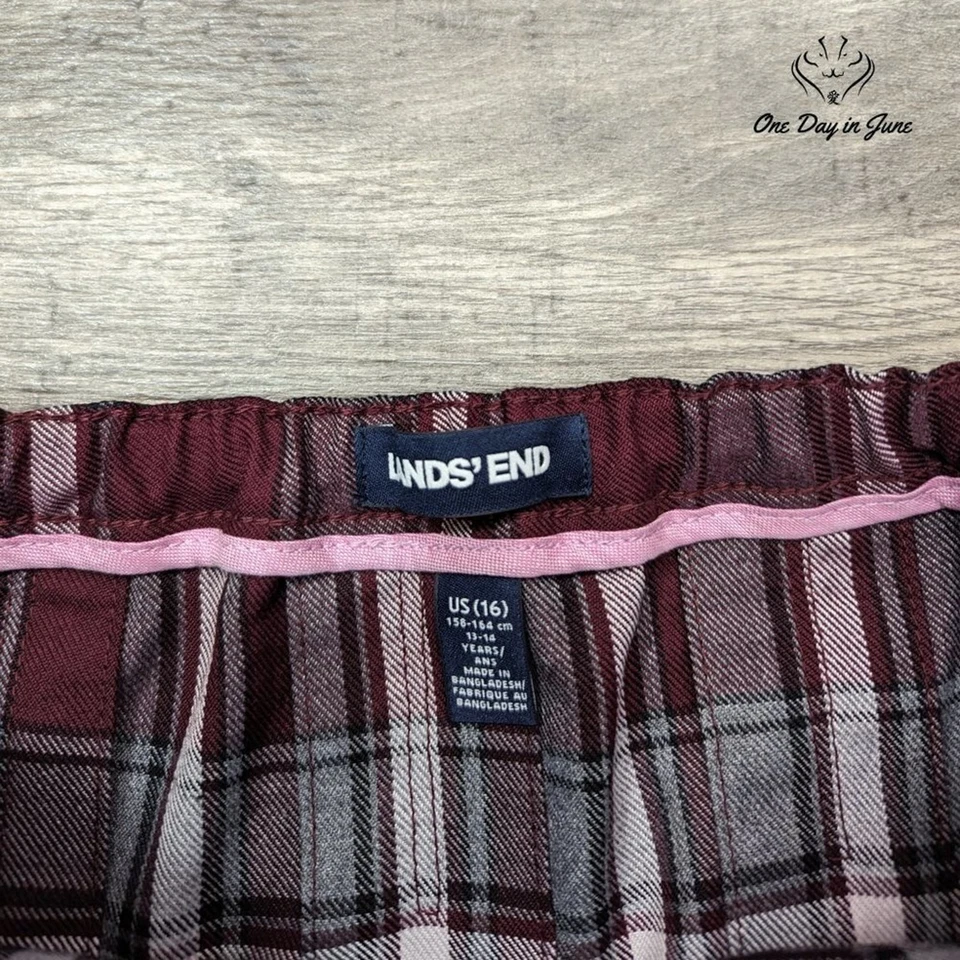 愛
One Day in June
LANDS' END
US (16)
158-164 cm
13-14
YEARS/
ANS
MADE IN
BANGLADESH/
FABRIQUE AU
BANGLADESH